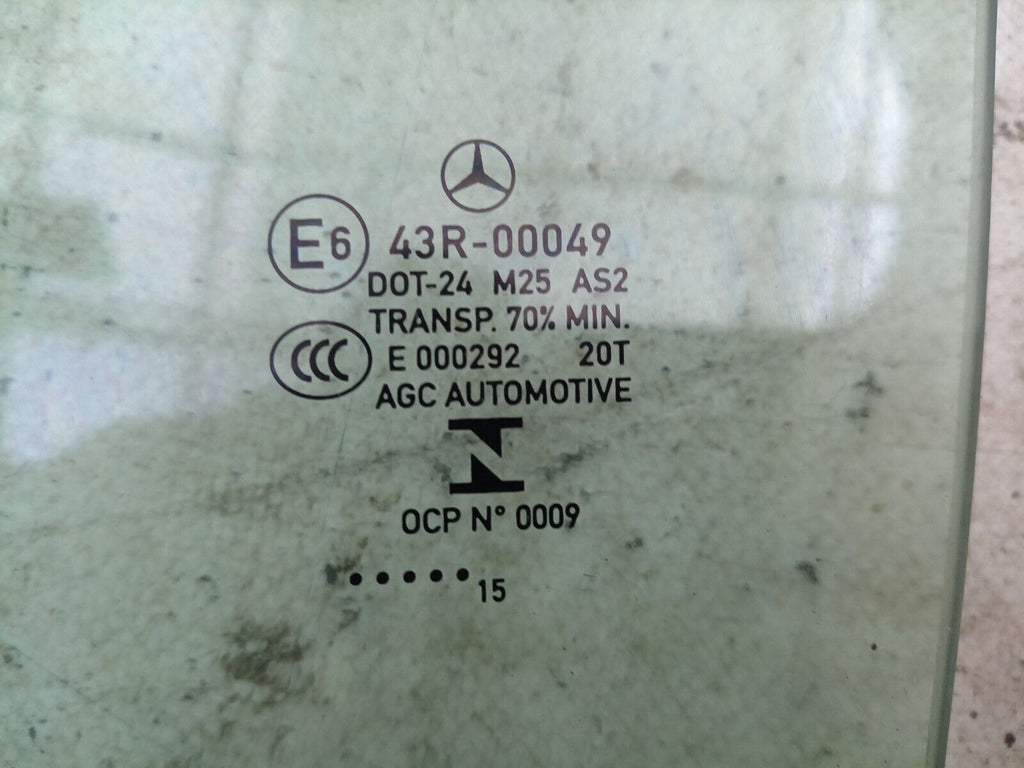 E6 43R-00049
DOT-24 M25 AS2
TRANSP. 70% MIN.
CCC E 000292 20T
AGC AUTOMOTIVE
OCP N° 0009
..... 15